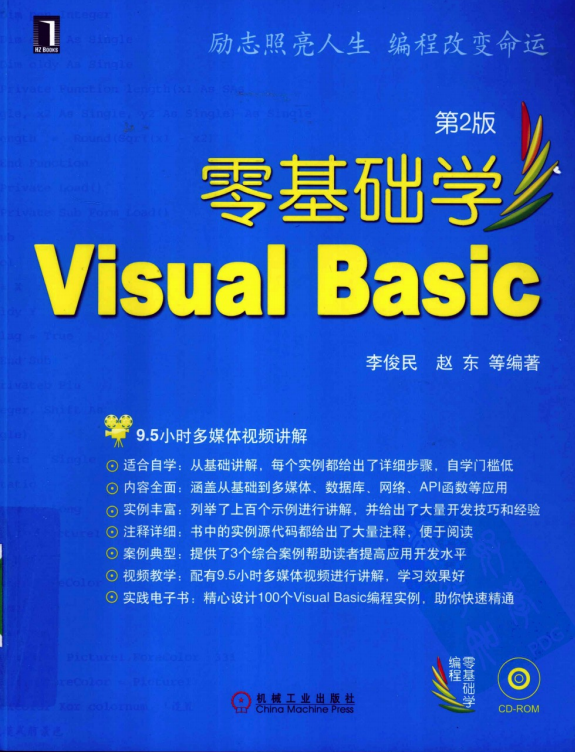 HZ BOOKS
励志照亮人生 编程改变命运
第2版
零基础学
Visual Basic
李俊民 赵 东 等编著
9.5小时多媒体视频讲解
适合自学：从基础讲解，每个实例都给出了详细步骤，自学门槛低
内容全面：涵盖从基础到多媒体、数据库、网络、API函数等应用
实例丰富：列举了上百个示例进行讲解，并给出了大量开发技巧和经验
注释详细：书中的实例源代码都给出了大量注释，便于阅读
案例典型：提供了3个综合案例帮助读者提高应用开发水平
视频教学：配有9.5小时多媒体视频进行讲解，学习效果好
实践电子书：精心设计100个Visual Basic编程实例，助你快速精通
零基础学
编程
CD-ROM
机械工业出版社
China Machine Press